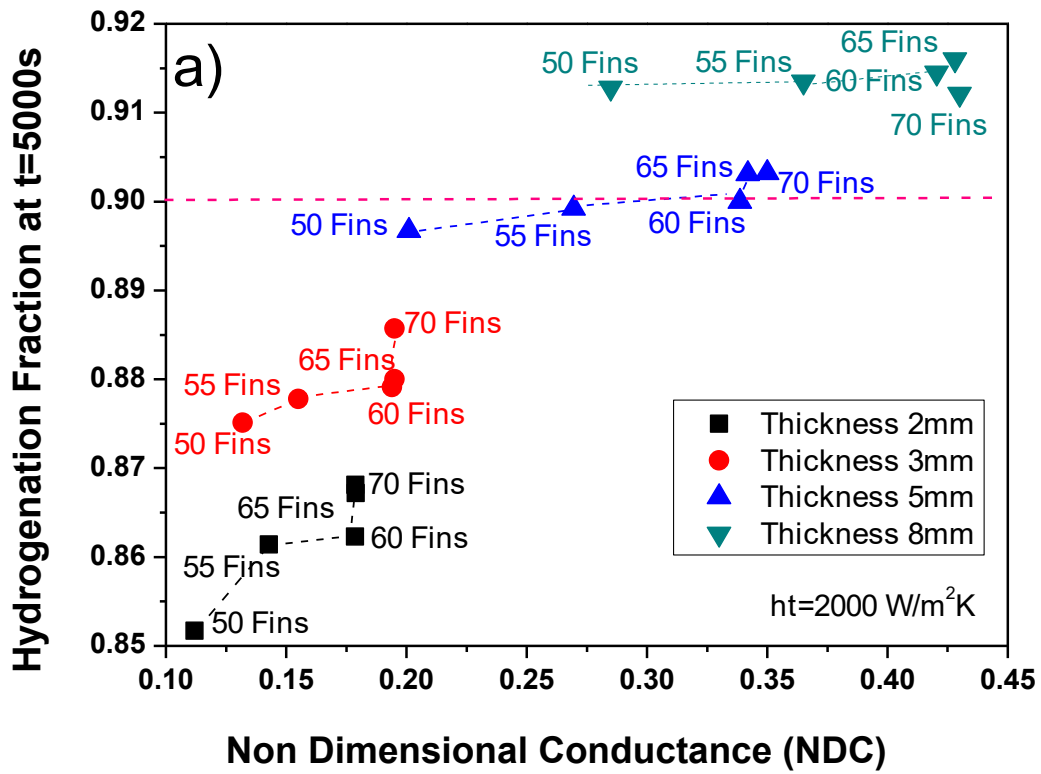 Hydrogenation Fraction at t=5000s
0.92
0.91
0.90
0.89
0.88
0.87
0.86
0.85
a)
50 Fins
55 Fins
65 Fins
60 Fins
70 Fins
50 Fins
55 Fins
65 Fins
60 Fins
70 Fins
50 Fins
55 Fins
65 Fins
60 Fins
70 Fins
50 Fins
55 Fins
65 Fins
60 Fins
70 Fins
Thickness 2mm
Thickness 3mm
Thickness 5mm
Thickness 8mm
ht=2000 W/m²K
0.10 0.15 0.20 0.25 0.30 0.35 0.40 0.45
Non Dimensional Conductance (NDC)